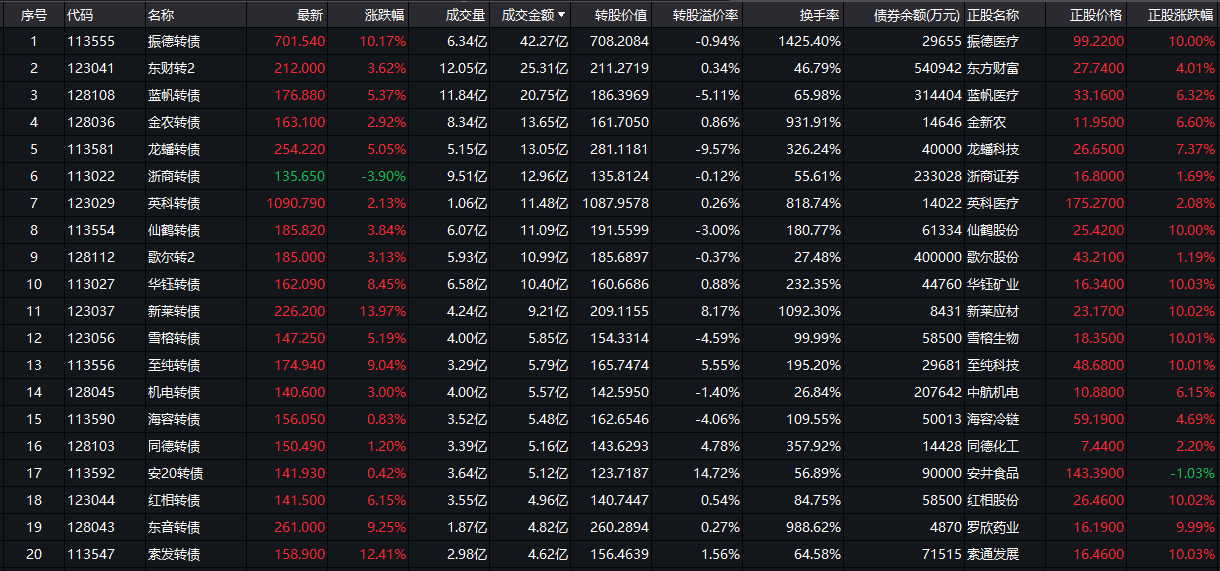 序号 代码 名称 最新 涨跌幅 成交量 成交金额▼ 转股价值 转股溢价率 换手率 债券余额(万元) 正股名称 正股价格 正股涨跌幅
1 113555 振德转债 701.540 10.17% 6.34亿 42.27亿 708.2084 -0.94% 1425.40% 29655 振德医疗 99.2200 10.00%
2 123041 东财转2 212.000 3.62% 12.05亿 25.31亿 211.2719 0.34% 46.79% 540942 东方财富 27.7400 4.01%
3 128108 蓝帆转债 176.880 5.37% 11.84亿 20.75亿 186.3969 -5.11% 65.98% 314404 蓝帆医疗 33.1600 6.32%
4 128036 金农转债 163.100 2.92% 8.34亿 13.65亿 161.7050 0.86% 931.91% 14646 金新农 11.9500 6.60%
5 113581 龙蟠转债 254.220 5.05% 5.15亿 13.05亿 281.1181 -9.57% 326.24% 40000 龙蟠科技 26.6500 7.37%
6 113022 浙商转债 135.650 -3.90% 9.51亿 12.96亿 135.8124 -0.12% 55.61% 233028 浙商证券 16.8000 1.69%
7 123029 英科转债 1090.790 2.13% 1.06亿 11.48亿 1087.9578 0.26% 818.74% 14022 英科医疗 175.2700 2.08%
8 113554 仙鹤转债 185.820 3.84% 6.07亿 11.09亿 191.5599 -3.00% 180.77% 61334 仙鹤股份 25.4200 10.00%
9 128112 歌尔转2 185.000 3.13% 5.93亿 10.99亿 185.6897 -0.37% 27.48% 400000 歌尔股份 43.2100 1.19%
10 113027 华钰转债 162.090 8.45% 6.58亿 10.40亿 160.6686 0.88% 232.35% 44760 华钰矿业 16.3400 10.03%
11 123037 新莱转债 226.200 13.97% 4.24亿 9.21亿 209.1155 8.17% 1092.30% 8431 新莱应材 23.1700 10.02%
12 123056 雪榕转债 147.250 5.19% 4.00亿 5.85亿 154.3314 -4.59% 99.99% 58500 雪榕生物 18.3500 10.01%
13 113556 至纯转债 174.940 9.04% 3.29亿 5.79亿 165.7474 5.55% 195.20% 29681 至纯科技 48.6800 10.01%
14 128045 机电转债 140.600 3.00% 4.00亿 5.57亿 142.5950 -1.40% 26.84% 207642 中航机电 10.8800 6.15%
15 113590 海容转债 156.050 0.83% 3.52亿 5.48亿 162.6546 -4.06% 109.55% 50013 海容冷链 59.1900 4.69%
16 128103 同德转债 150.490 1.20% 3.39亿 5.16亿 143.6293 4.78% 357.92% 14428 同德化工 7.4400 2.20%
17 113592 安20转债 141.930 0.42% 3.64亿 5.12亿 123.7187 14.72% 56.89% 90000 安井食品 143.3900 -1.03%
18 123044 红相转债 141.500 6.15% 3.55亿 4.96亿 140.7447 0.54% 84.75% 58500 红相股份 26.4600 10.02%
19 128043 东音转债 261.000 9.25% 1.87亿 4.82亿 260.2894 0.27% 988.62% 4870 罗欣药业 16.1900 9.99%
20 113547 索发转债 158.900 12.41% 2.98亿 4.62亿 156.4639 1.56% 64.58% 71515 索通发展 16.4600 10.03%